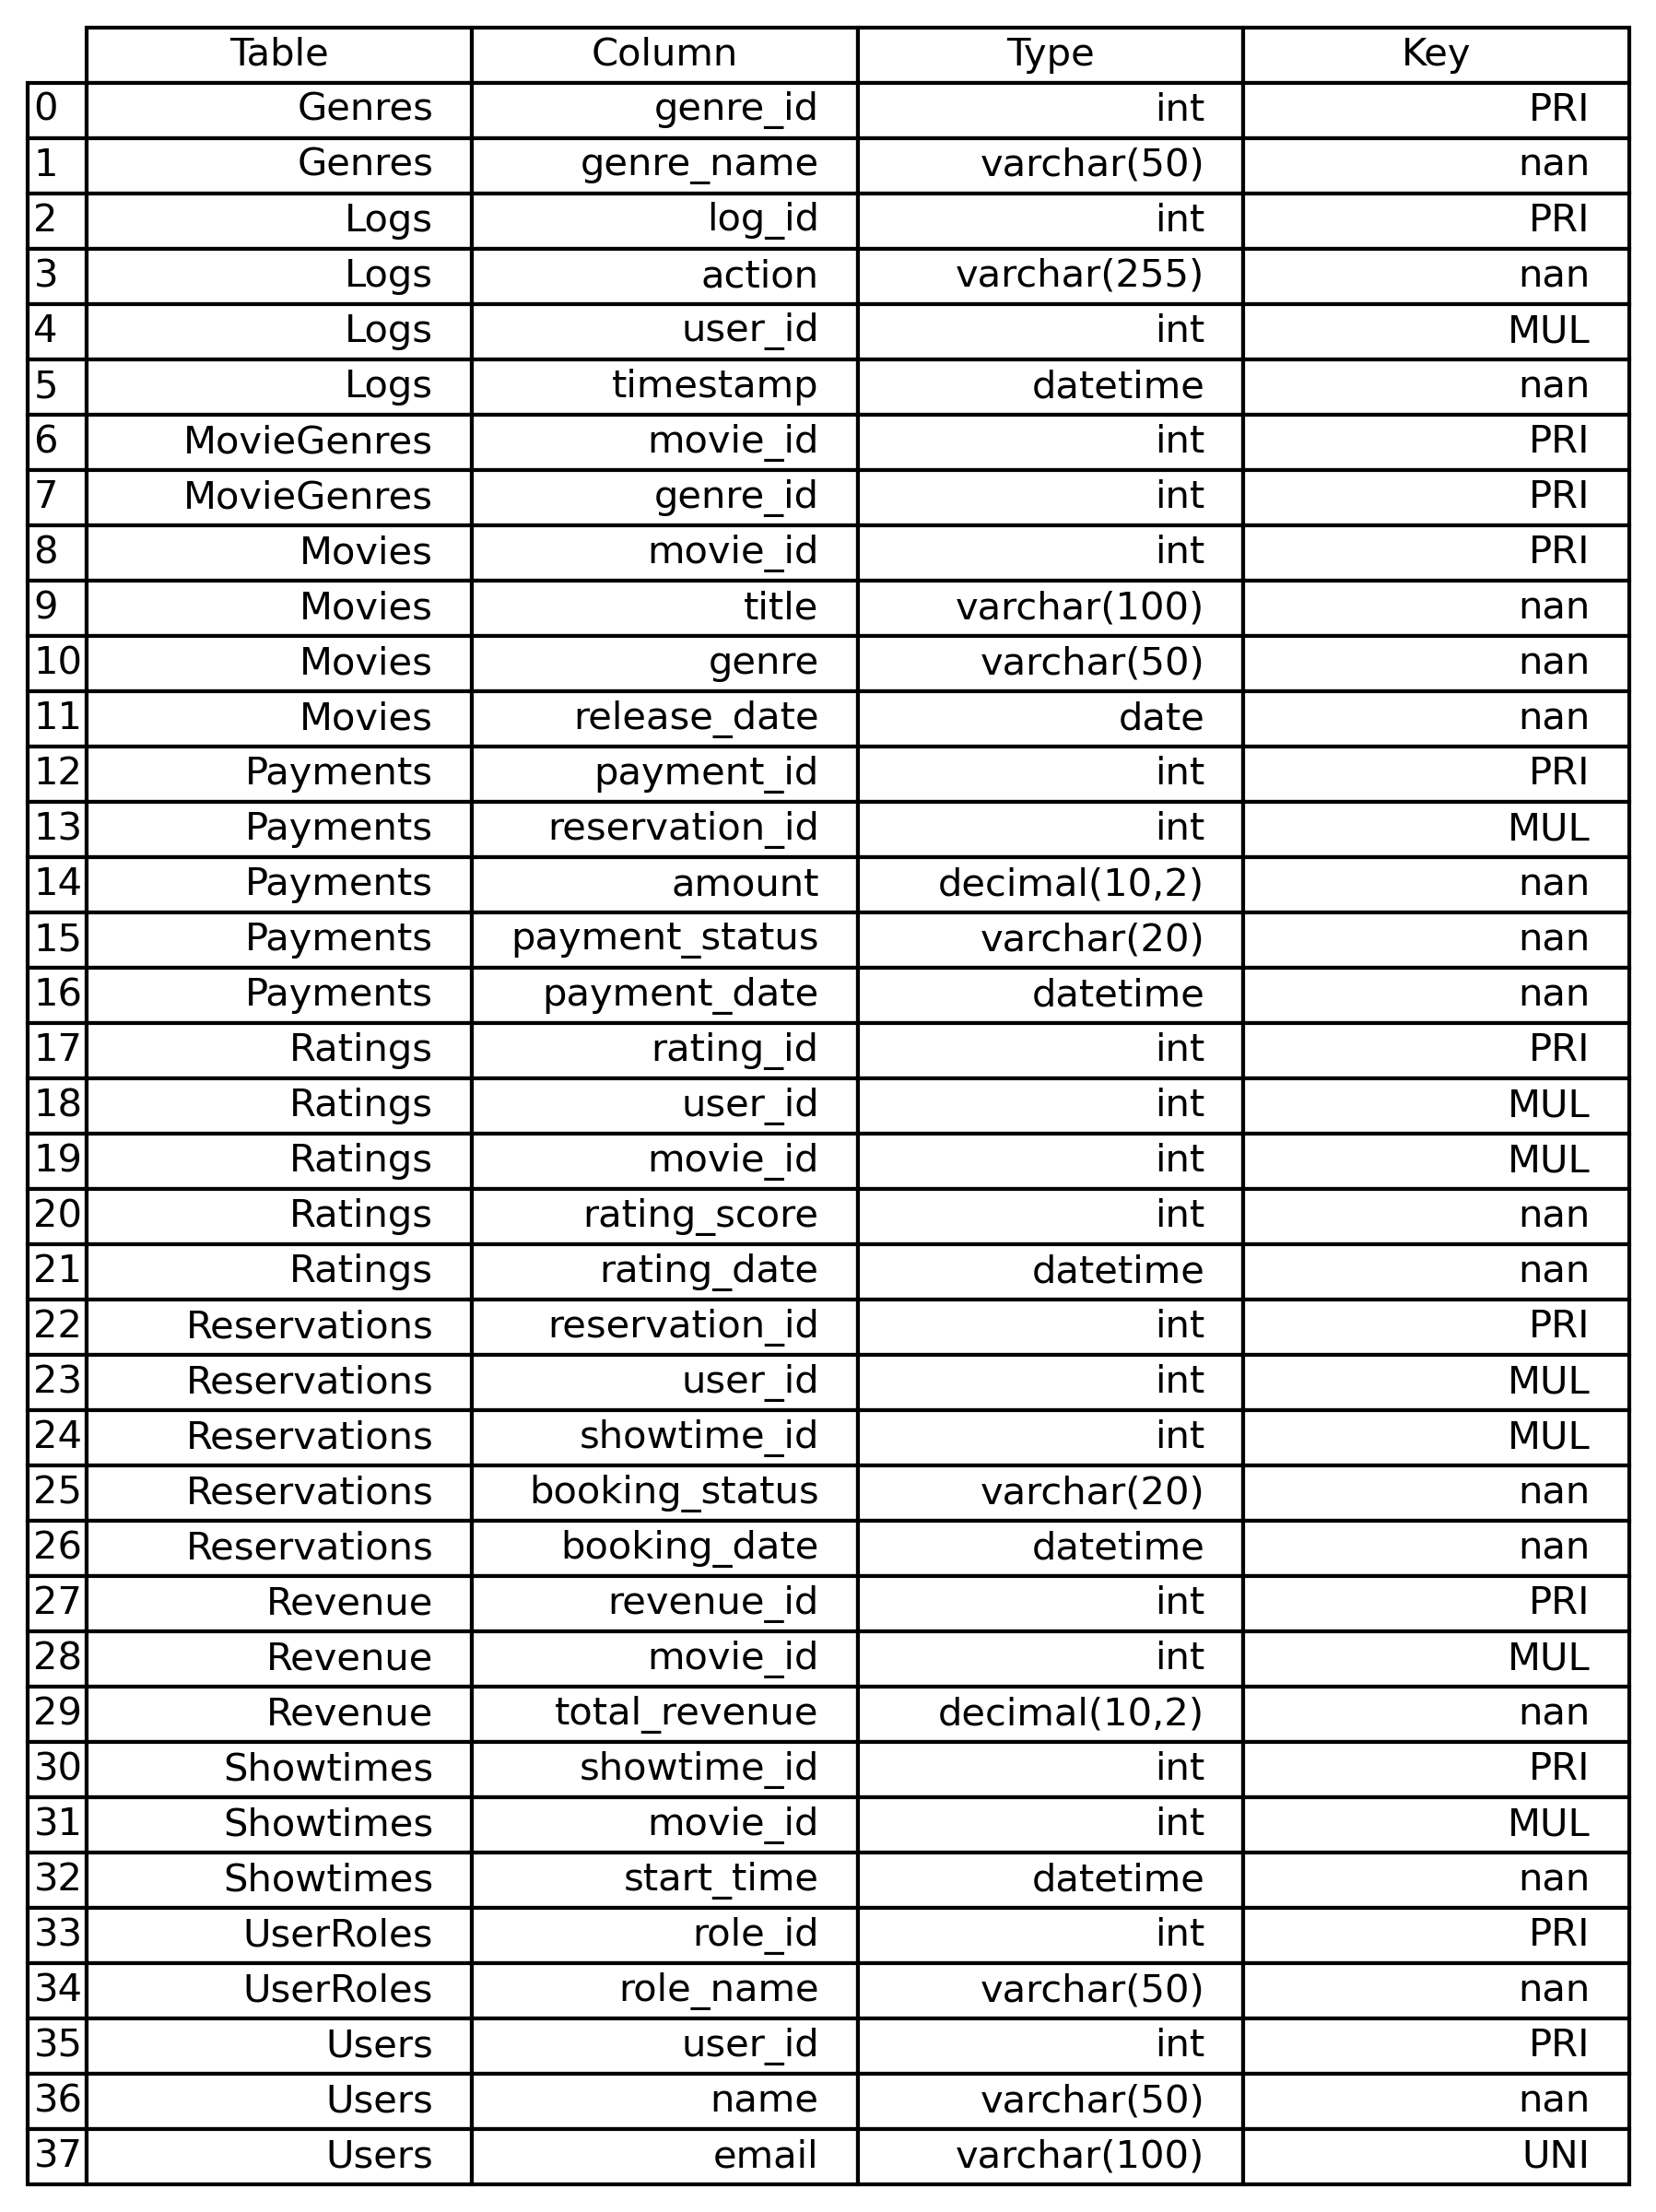 Table Column Type Key
0 Genres genre_id int PRI
1 Genres genre_name varchar(50) nan
2 Logs log_id int PRI
3 Logs action varchar(255) nan
4 Logs user_id int MUL
5 Logs timestamp datetime nan
6 MovieGenres movie_id int PRI
7 MovieGenres genre_id int PRI
8 Movies movie_id int PRI
9 Movies title varchar(100) nan
10 Movies genre varchar(50) nan
11 Movies release_date date nan
12 Payments payment_id int PRI
13 Payments reservation_id int MUL
14 Payments amount decimal(10,2) nan
15 Payments payment_status varchar(20) nan
16 Payments payment_date datetime nan
17 Ratings rating_id int PRI
18 Ratings user_id int MUL
19 Ratings movie_id int MUL
20 Ratings rating_score int nan
21 Ratings rating_date datetime nan
22 Reservations reservation_id int PRI
23 Reservations user_id int MUL
24 Reservations showtime_id int MUL
25 Reservations booking_status varchar(20) nan
26 Reservations booking_date datetime nan
27 Revenue revenue_id int PRI
28 Revenue movie_id int MUL
29 Revenue total_revenue decimal(10,2) nan
30 Showtimes showtime_id int PRI
31 Showtimes movie_id int MUL
32 Showtimes start_time datetime nan
33 UserRoles role_id int PRI
34 UserRoles role_name varchar(50) nan
35 Users user_id int PRI
36 Users name varchar(50) nan
37 Users email varchar(100) UNI